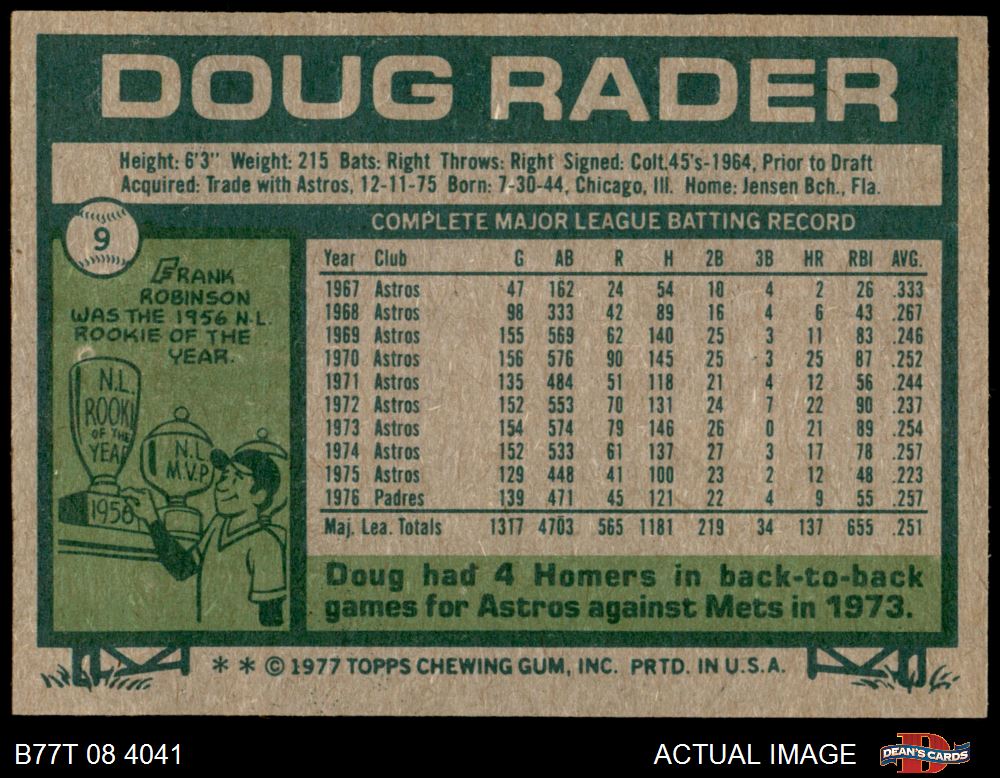 DOUG RADER
Height: 6'3" Weight: 215 Bats: Right Throws: Right Signed: Colt.45's-1964, Prior to Draft
Acquired: Trade with Astros, 12-11-75 Born: 7-30-44, Chicago, Ill. Home: Jensen Bch., Fla.
9
FRANK
ROBINSON
WAS THE 1956 N.L.
ROOKIE OF THE
YEAR.
N.L.
ROOKI
OF THE
YEAR
1956
N.L.
M.V.P.
COMPLETE MAJOR LEAGUE BATTING RECORD
Year Club G AB R H 2B 3B HR RBI AVG.
1967 Astros 47 162 24 54 10 4 2 26 .333
1968 Astros 98 333 42 89 16 4 6 43 .267
1969 Astros 155 569 62 140 25 3 11 83 .246
1970 Astros 156 576 90 145 25 3 25 87 .252
1971 Astros 135 484 51 118 21 4 12 56 .244
1972 Astros 152 553 70 131 24 7 22 90 .237
1973 Astros 154 574 79 146 26 0 21 89 .254
1974 Astros 152 533 61 137 27 3 17 78 .257
1975 Astros 129 448 41 100 23 2 12 48 .223
1976 Padres 139 471 45 121 22 4 9 55 .257
Maj. Lea. Totals 1317 4703 565 1181 219 34 137 655 .251
Doug had 4 Homers in back-to-back
games for Astros against Mets in 1973.
* * © 1977 TOPPS CHEWING GUM, INC. PRTD. IN U.S.A.
B77T 08 4041
ACTUAL IMAGE
DEAN'S CARDS